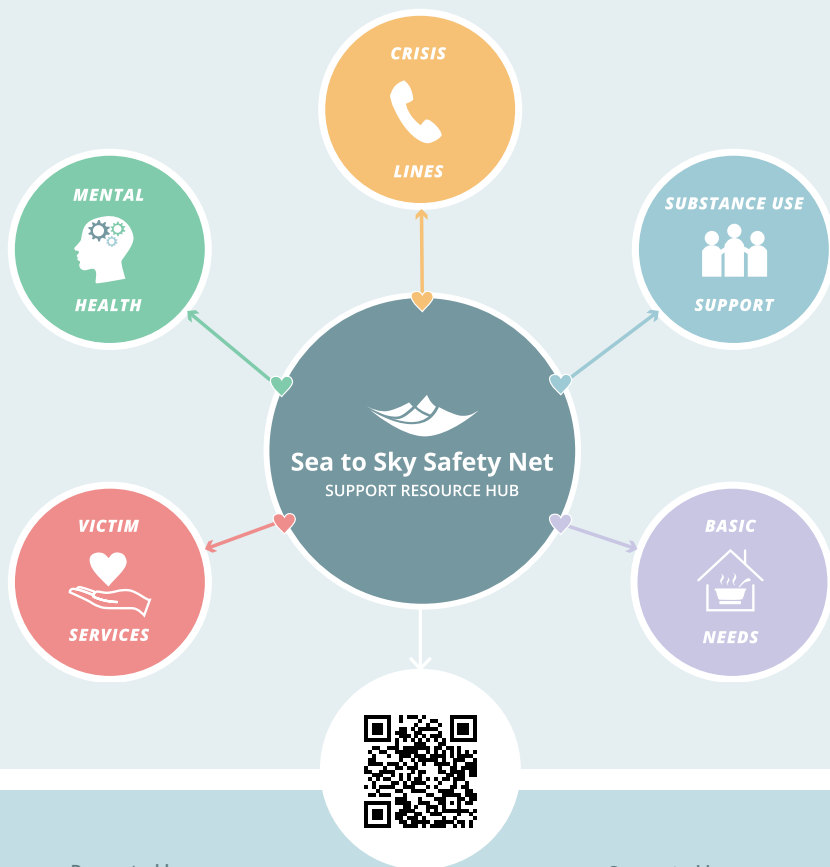 CRISIS
LINES
MENTAL
HEALTH
SUBSTANCE USE
SUPPORT
Sea to Sky Safety Net
SUPPORT RESOURCE HUB
VICTIM
SERVICES
BASIC
NEEDS